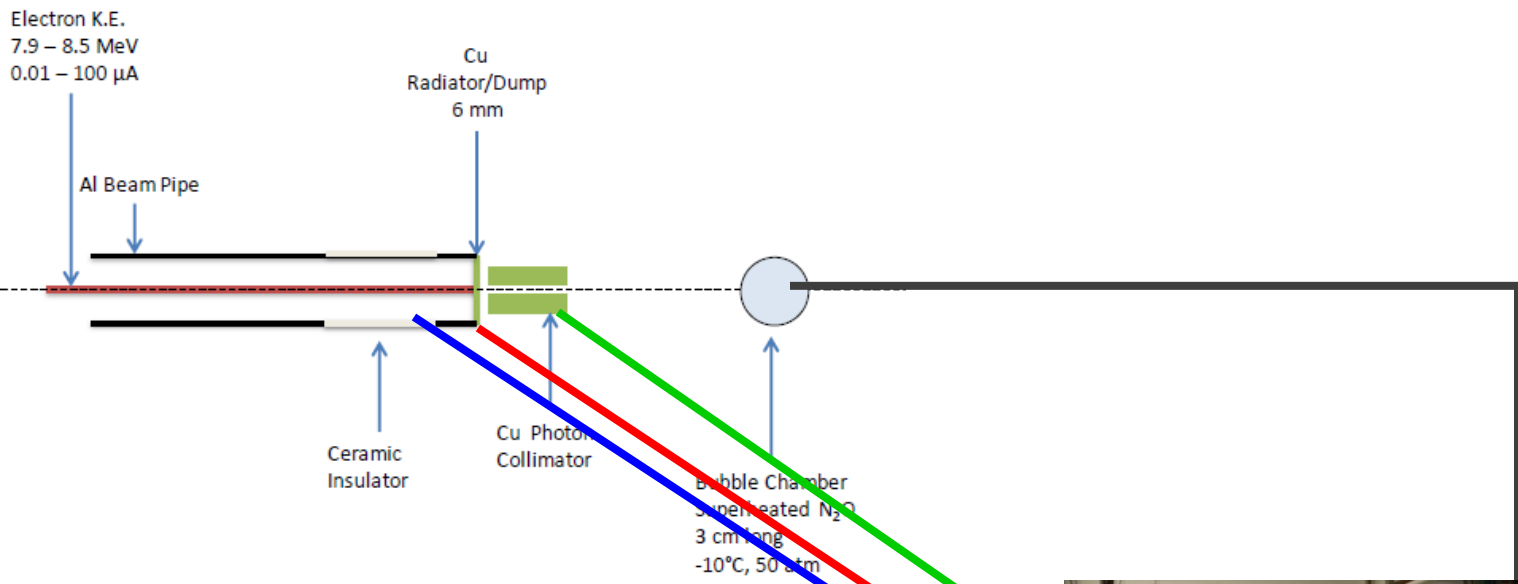 Electron K.E.
7.9 – 8.5 MeV
0.01 – 100 µA
Cu
Radiator/Dump
6 mm
Al Beam Pipe
Ceramic
Insulator
Cu Photon
Collimator
Bubble Chamber
Superheated N₂O
3 cm long
-10°C, 50 atm